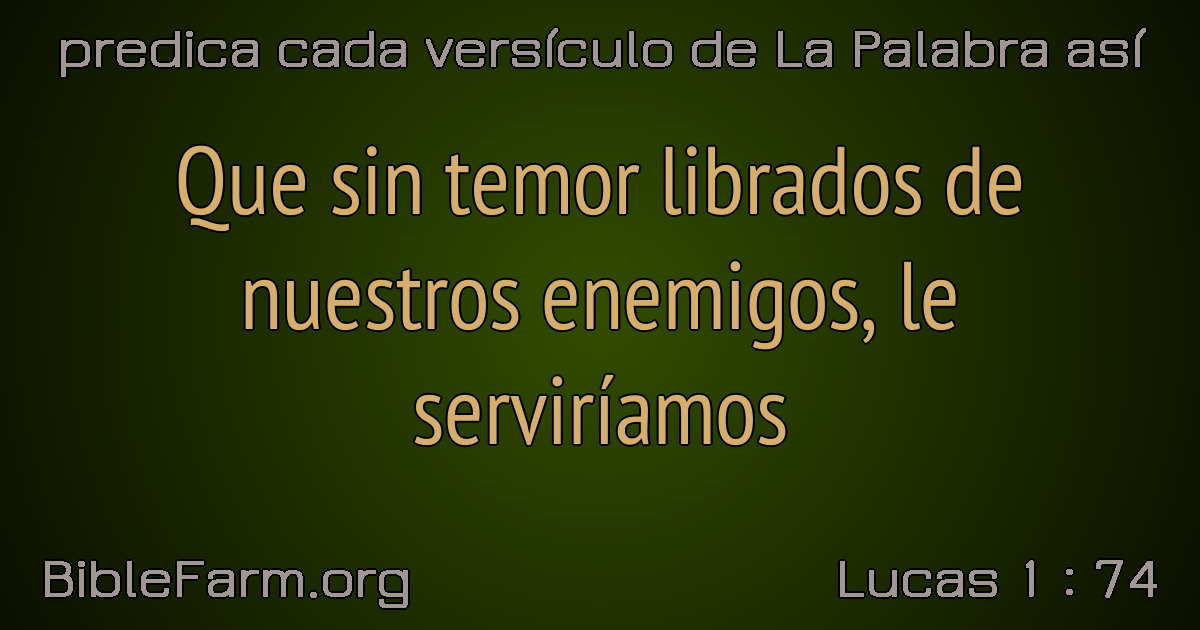 predica cada versículo de La Palabra así
Que sin temor librados de
nuestros enemigos, le
serviríamos
BibleFarm.org
Lucas 1 : 74